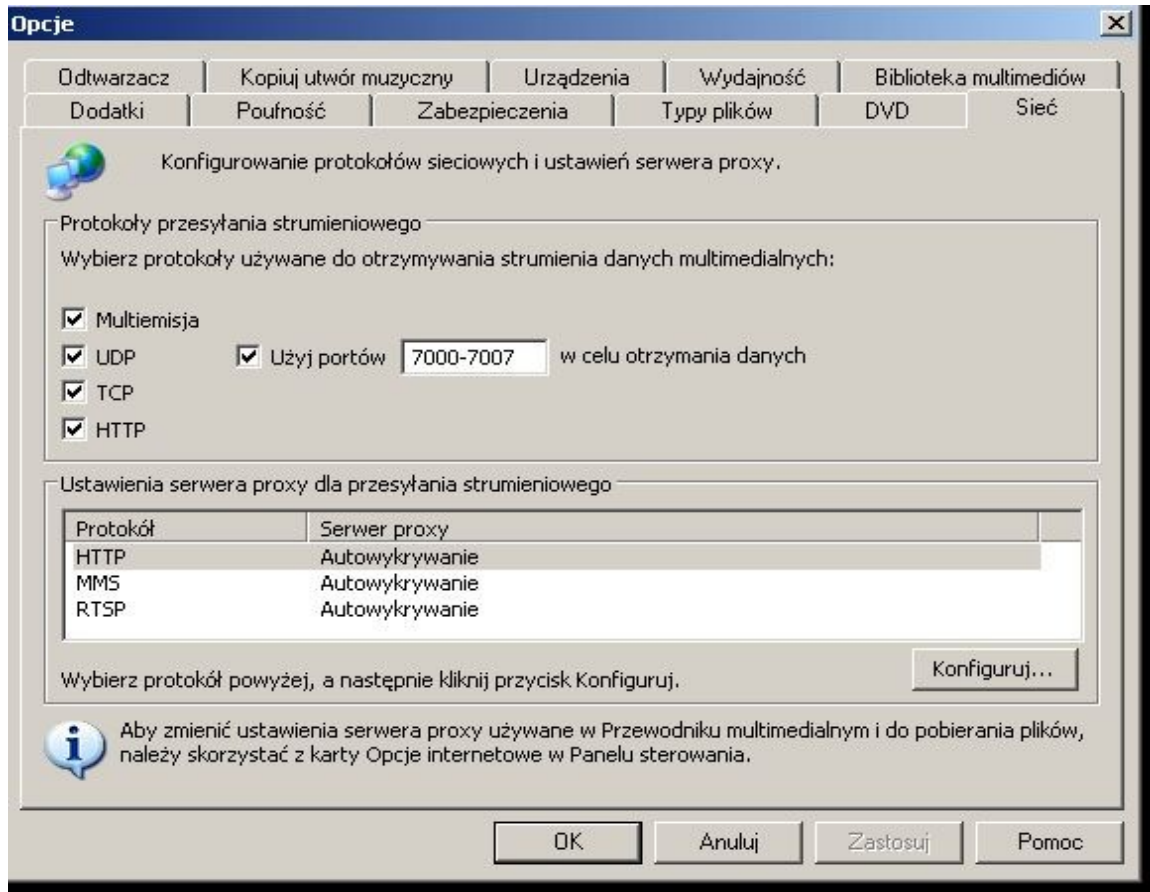 Opcje
Odtwarzacz Kopiuj utwór muzyczny Urządzenia Wydajność Biblioteka multimediów
Dodatki Poufność Zabezpieczenia Typy plików DVD Sieć
Konfigurowanie protokołów sieciowych i ustawień serwera proxy.
Protokoły przesyłania strumieniowego
Wybierz protokoły używane do otrzymywania strumienia danych multimedialnych:
Multiemisja
UDP Użyj portów 7000-7007 w celu otrzymania danych
TCP
HTTP
Ustawienia serwera proxy dla przesyłania strumieniowego
Protokół Serwer proxy
HTTP Autowykrywanie
MMS Autowykrywanie
RTSP Autowykrywanie
Wybierz protokół powyżej, a następnie kliknij przycisk Konfiguruj. Konfiguruj...
Aby zmienić ustawienia serwera proxy używane w Przewodniku multimedialnym i do pobierania plików,
należy skorzystać z karty Opcje internetowe w Panelu sterowania.
OK Anuluj Zastosuj Pomoc